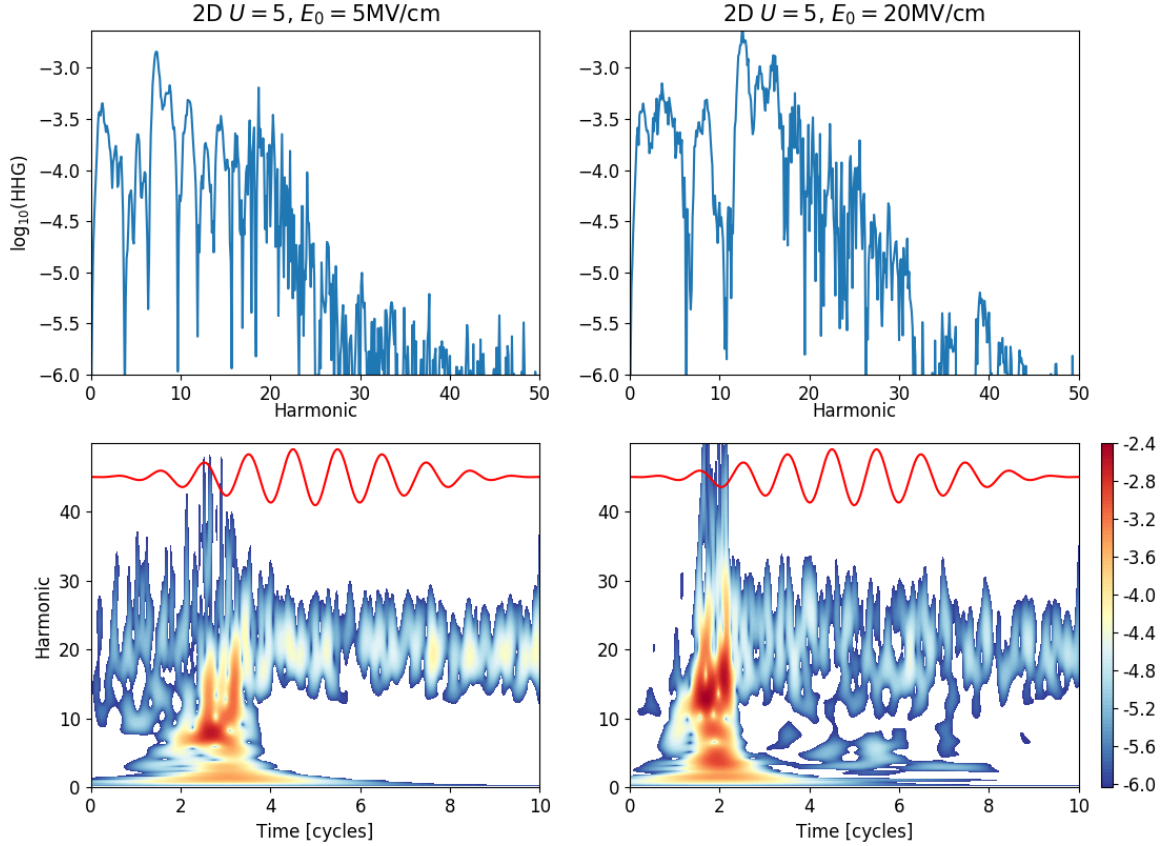 2D U = 5, E₀ = 5MV/cm
log₁₀(HHG)
−3.0
−3.5
−4.0
−4.5
−5.0
−5.5
−6.0
0 10 20 30 40 50
Harmonic
2D U = 5, E₀ = 20MV/cm
−3.0
−3.5
−4.0
−4.5
−5.0
−5.5
−6.0
0 10 20 30 40 50
Harmonic
Harmonic
40
30
20
10
0
0 2 4 6 8 10
Time [cycles]
40
30
20
10
0
0 2 4 6 8 10
Time [cycles]
-2.4
-2.8
-3.2
-3.6
-4.0
-4.4
-4.8
-5.2
-5.6
-6.0